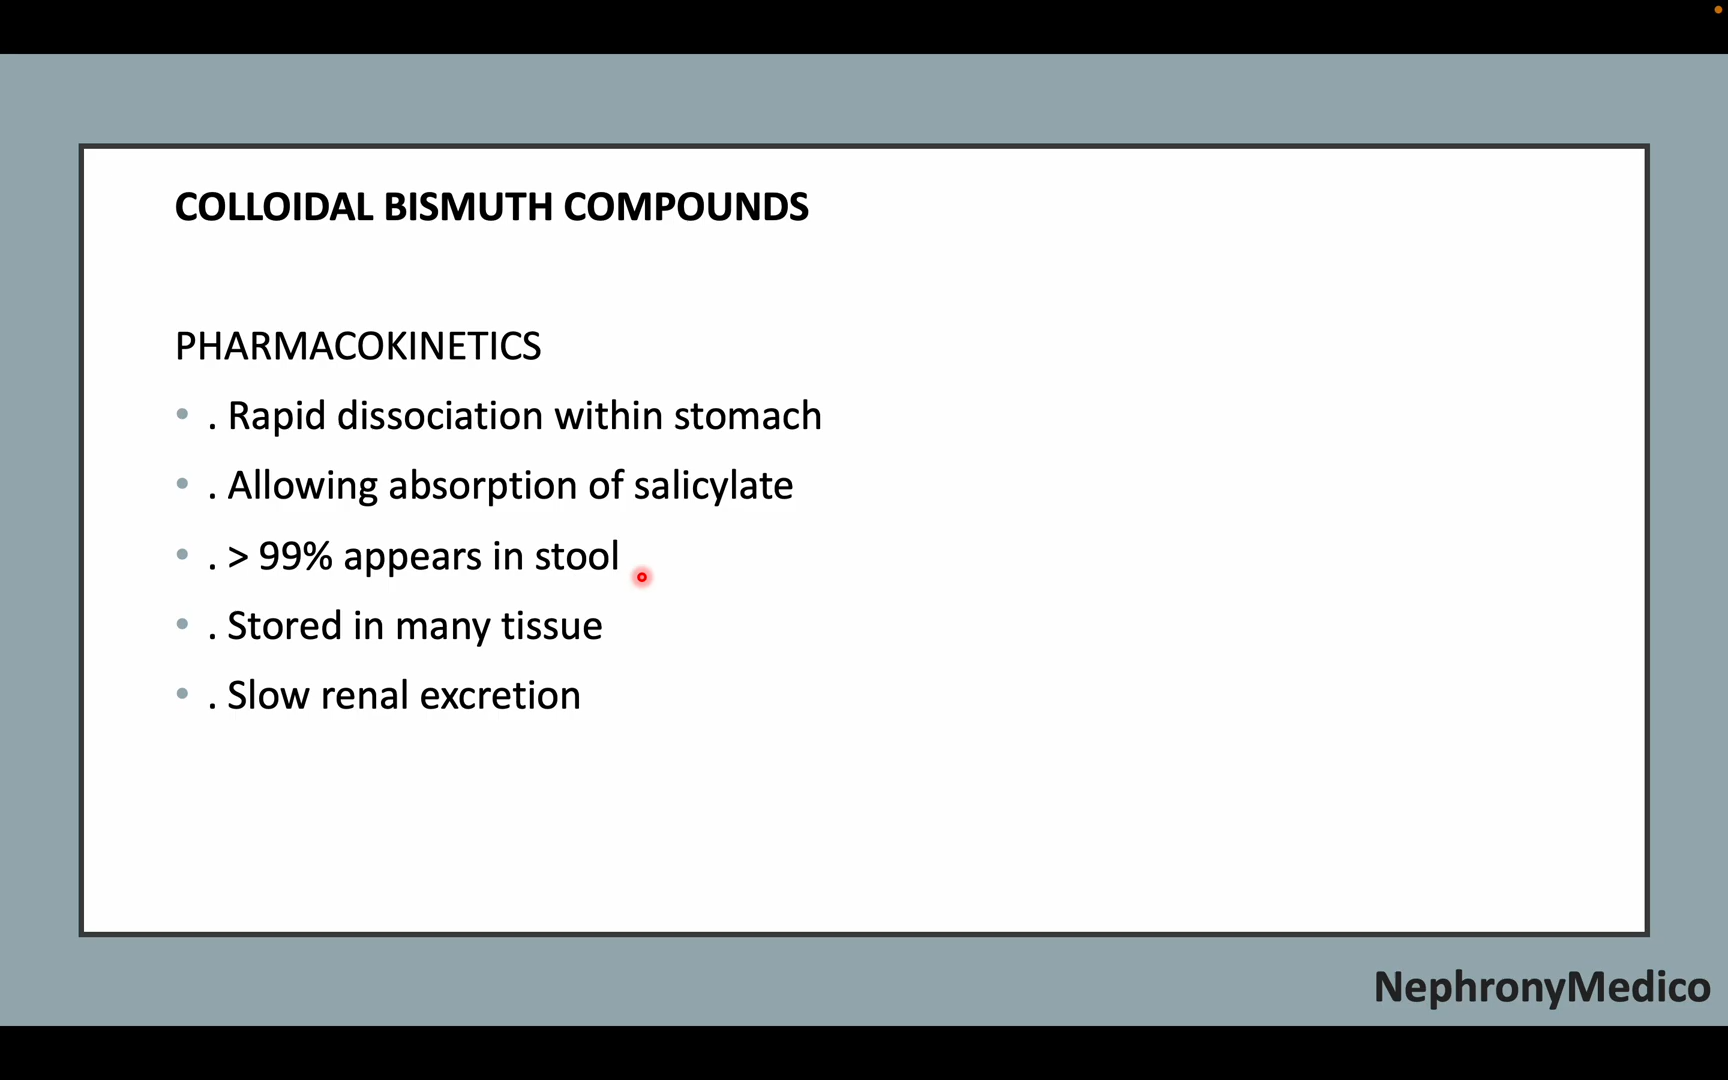 COLLOIDAL BISMUTH COMPOUNDS
PHARMACOKINETICS
• . Rapid dissociation within stomach
• . Allowing absorption of salicylate
• . > 99% appears in stool
• . Stored in many tissue
• . Slow renal excretion
NephronyMedico